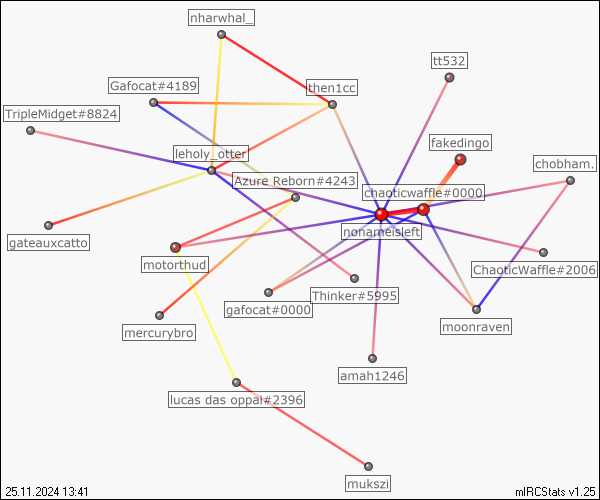 nharwhal_
tt532
Gafocat#4189
then1cc
TripleMidget#8824
fakedingo
leholy_otter
chobham.
Azure Reborn#4243
chaoticwaffle#0000
nonameisleft
gateauxcatto
motorthud
ChaoticWaffle#2006
Thinker#5995
gafocat#0000
moonraven
mercurybro
amah1246
lucas das oppai#2396
mukszi
25.11.2024 13:41
mIRCStats v1.25